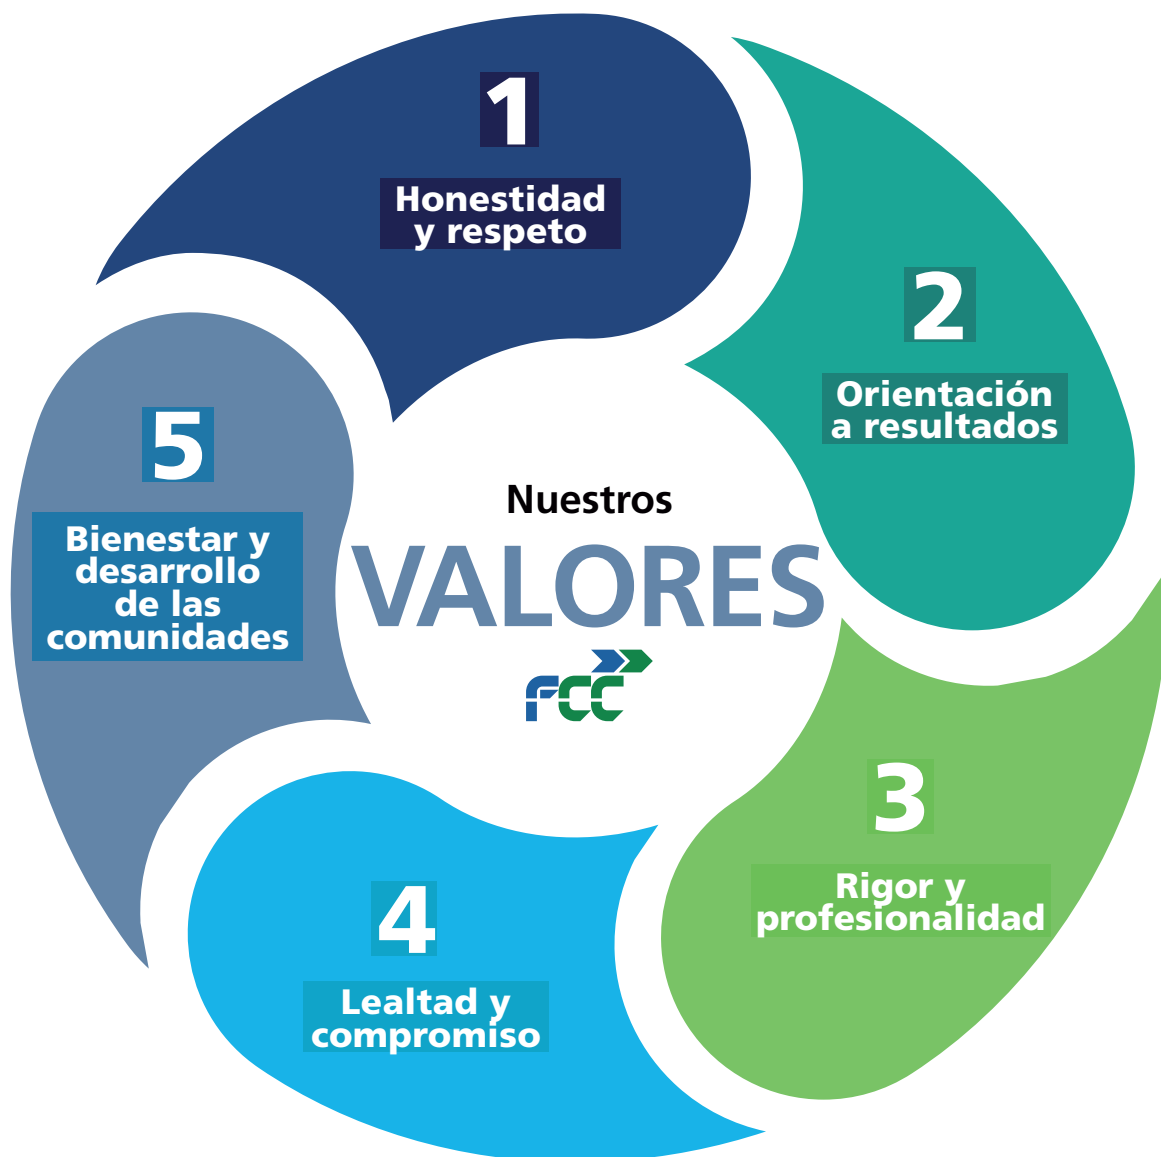 1
Honestidad
y respeto
2
Orientación
a resultados
3
Rigor y
profesionalidad
4
Lealtad y
compromiso
5
Bienestar y
desarrollo
de las
comunidades
Nuestros
VALORES
FCC